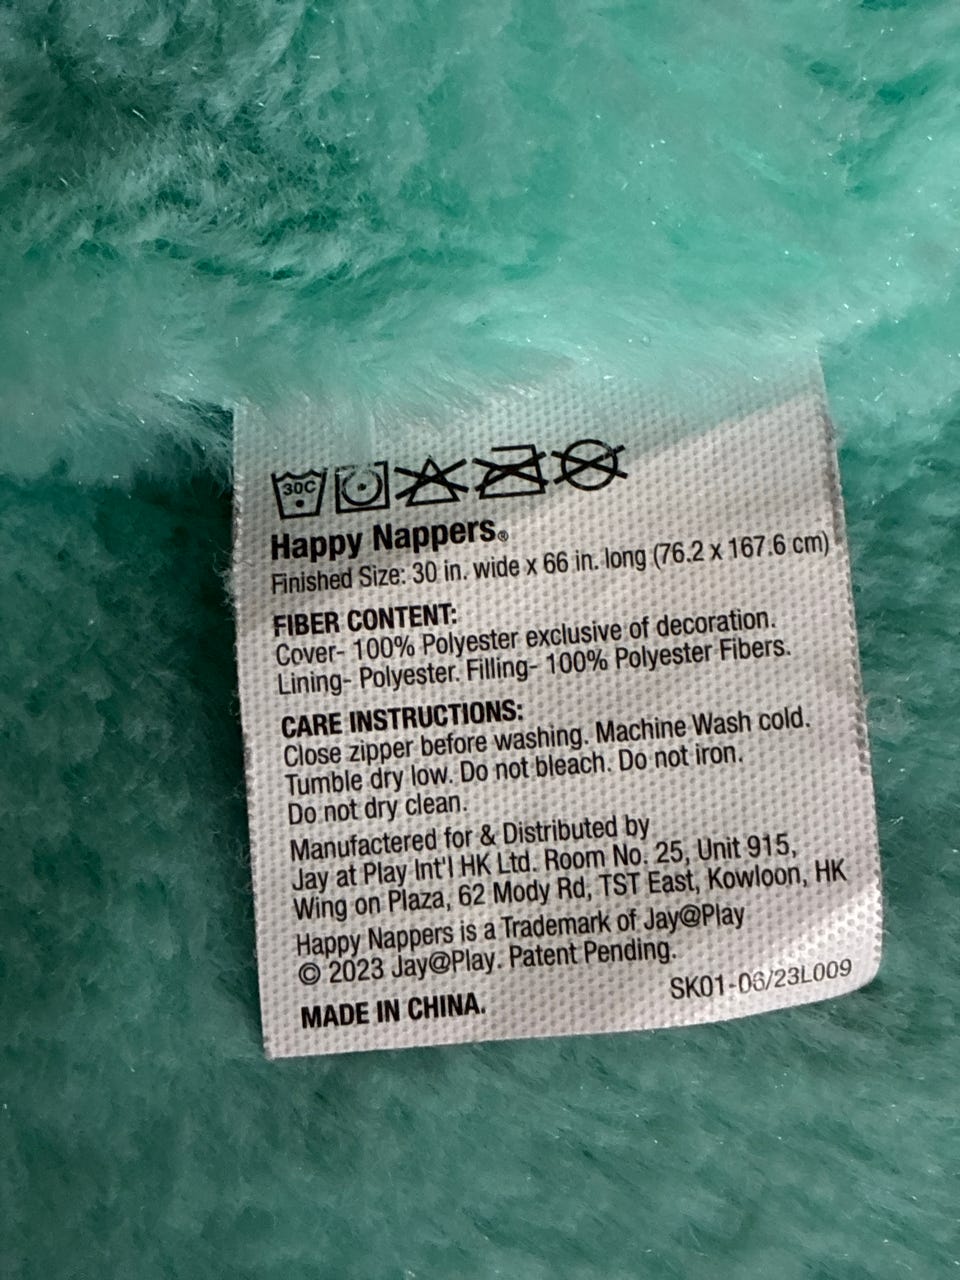 30C
Happy Nappers®
Finished Size: 30 in. wide x 66 in. long (76.2 x 167.6 cm)
FIBER CONTENT:
Cover- 100% Polyester exclusive of decoration.
Lining- Polyester. Filling- 100% Polyester Fibers.
CARE INSTRUCTIONS:
Close zipper before washing. Machine Wash cold.
Tumble dry low. Do not bleach. Do not iron.
Do not dry clean.
Manufactured for & Distributed by
Jay at Play Int'l HK Ltd. Room No. 25, Unit 915,
Wing on Plaza, 62 Mody Rd, TST East, Kowloon, HK
Happy Nappers is a Trademark of Jay@Play
© 2023 Jay@Play. Patent Pending.
MADE IN CHINA.
SK01-06/23L009